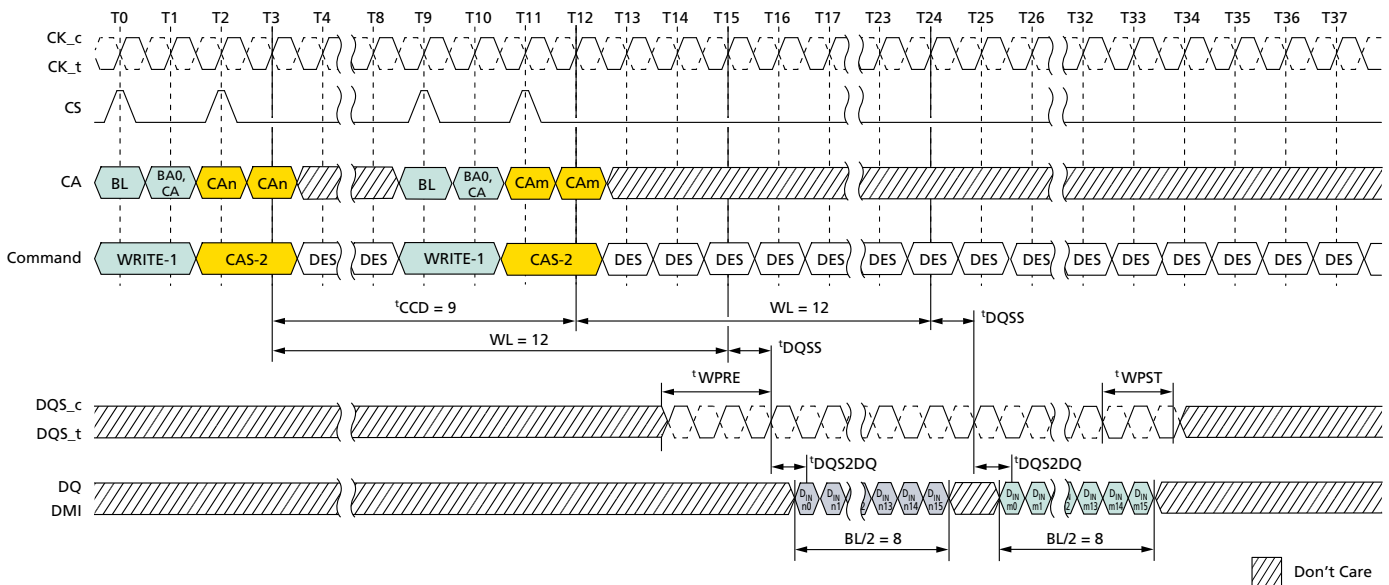 T0 T1 T2 T3 T4 T8 T9 T10 T11 T12 T13 T14 T15 T16 T17 T23 T24 T25 T26 T32 T33 T34 T35 T36 T37
CK_c
CK_t
CS
CA BL BA0, CA CAn CAn BL BA0, CA CAm CAm
Command WRITE-1 CAS-2 DES DES WRITE-1 CAS-2 DES DES DES DES DES DES DES DES DES DES DES DES DES DES DES
tCCD = 9 WL = 12 tDQSS
WL = 12 tDQSS
tWPRE tWPST
DQS_c
DQS_t
tDQS2DQ tDQS2DQ
DQ
DMI
DIN n0 DIN n1 DIN n13 DIN n14 DIN n15 DIN m0 DIN m1 DIN m13 DIN m14 DIN m15
BL/2 = 8 BL/2 = 8
Don't Care